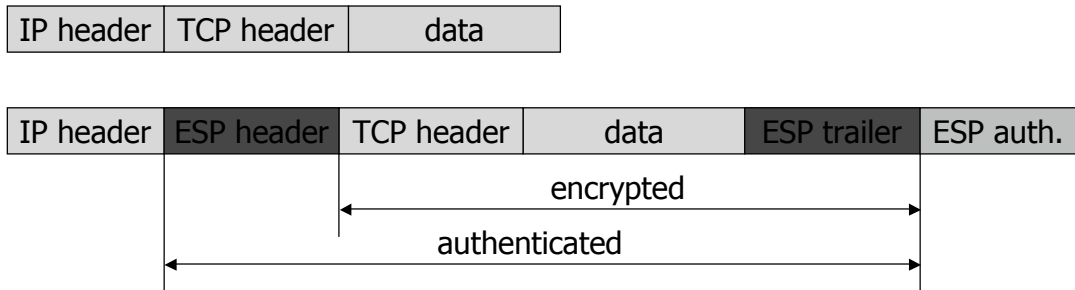 IP header TCP header data
IP header ESP header TCP header data ESP trailer ESP auth.
encrypted
authenticated